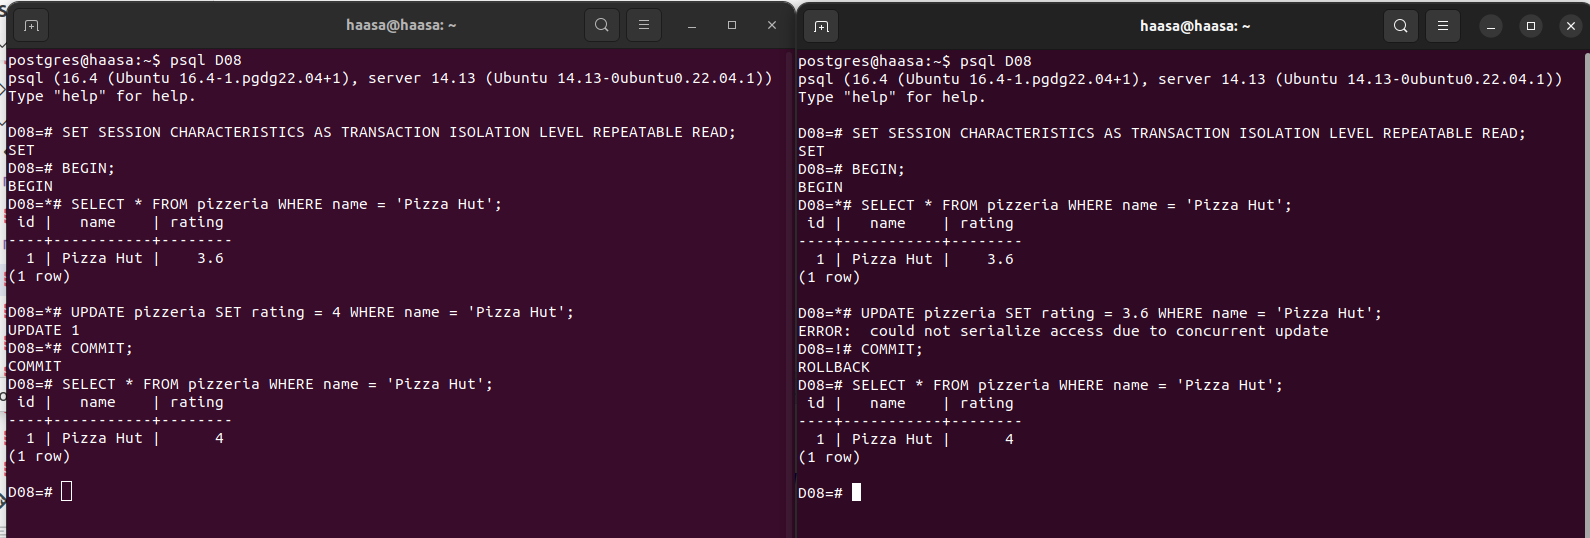 haasa@haasa: ~
postgres@haasa:~$ psql D08
psql (16.4 (Ubuntu 16.4-1.pgdg22.04+1), server 14.13 (Ubuntu 14.13-0ubuntu0.22.04.1))
Type "help" for help.
D08=# SET SESSION CHARACTERISTICS AS TRANSACTION ISOLATION LEVEL REPEATABLE READ;
SET
D08=# BEGIN;
BEGIN
D08=*# SELECT * FROM pizzeria WHERE name = 'Pizza Hut';
 id |   name    | rating
----+-----------+--------
  1 | Pizza Hut |    3.6
(1 row)
D08=*# UPDATE pizzeria SET rating = 4 WHERE name = 'Pizza Hut';
UPDATE 1
D08=*# COMMIT;
COMMIT
D08=# SELECT * FROM pizzeria WHERE name = 'Pizza Hut';
 id |   name    | rating
----+-----------+--------
  1 | Pizza Hut |      4
(1 row)
D08=#
haasa@haasa: ~
postgres@haasa:~$ psql D08
psql (16.4 (Ubuntu 16.4-1.pgdg22.04+1), server 14.13 (Ubuntu 14.13-0ubuntu0.22.04.1))
Type "help" for help.
D08=# SET SESSION CHARACTERISTICS AS TRANSACTION ISOLATION LEVEL REPEATABLE READ;
SET
D08=# BEGIN;
BEGIN
D08=*# SELECT * FROM pizzeria WHERE name = 'Pizza Hut';
 id |   name    | rating
----+-----------+--------
  1 | Pizza Hut |    3.6
(1 row)
D08=*# UPDATE pizzeria SET rating = 3.6 WHERE name = 'Pizza Hut';
ERROR:  could not serialize access due to concurrent update
D08=!# COMMIT;
ROLLBACK
D08=# SELECT * FROM pizzeria WHERE name = 'Pizza Hut';
 id |   name    | rating
----+-----------+--------
  1 | Pizza Hut |      4
(1 row)
D08=#